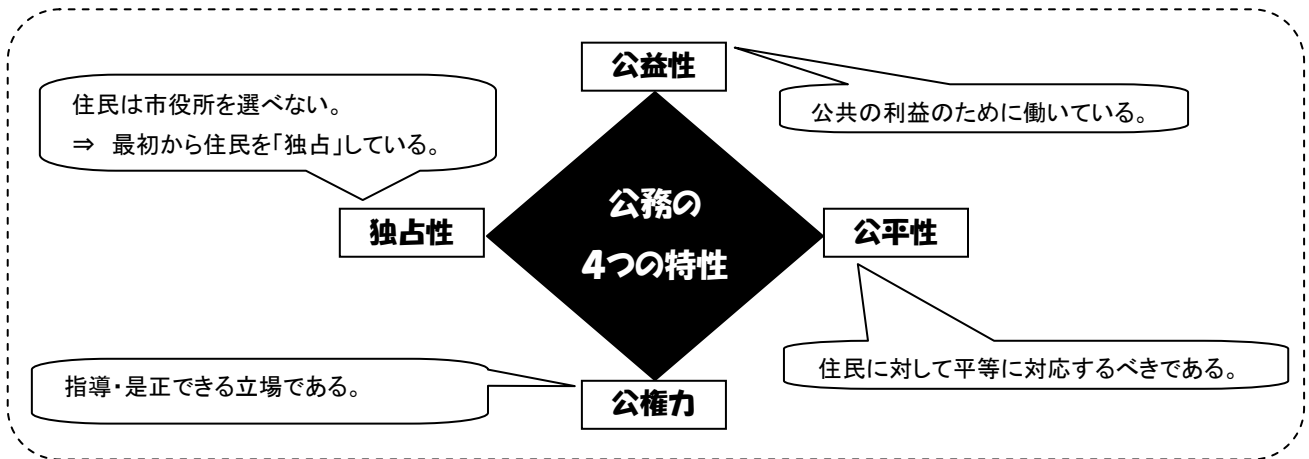 公益性
公共の利益のために働いている。
住民は市役所を選べない。
⇒ 最初から住民を「独占」している。
独占性
公務の
4つの特性
公平性
住民に対して平等に対応するべきである。
指導・是正できる立場である。
公権力